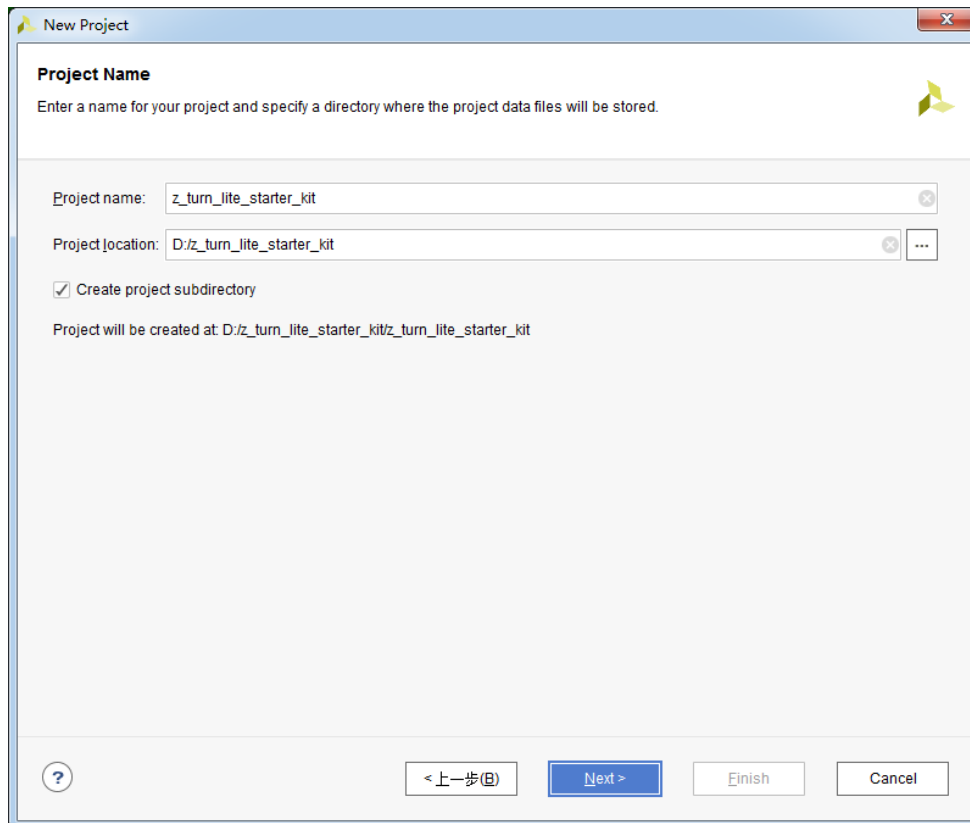 New Project
Project Name
Enter a name for your project and specify a directory where the project data files will be stored.
Project name: z_turn_lite_starter_kit
Project location: D:/z_turn_lite_starter_kit ...
Create project subdirectory
Project will be created at: D:/z_turn_lite_starter_kit/z_turn_lite_starter_kit
? <上一步(B) Next > Finish Cancel